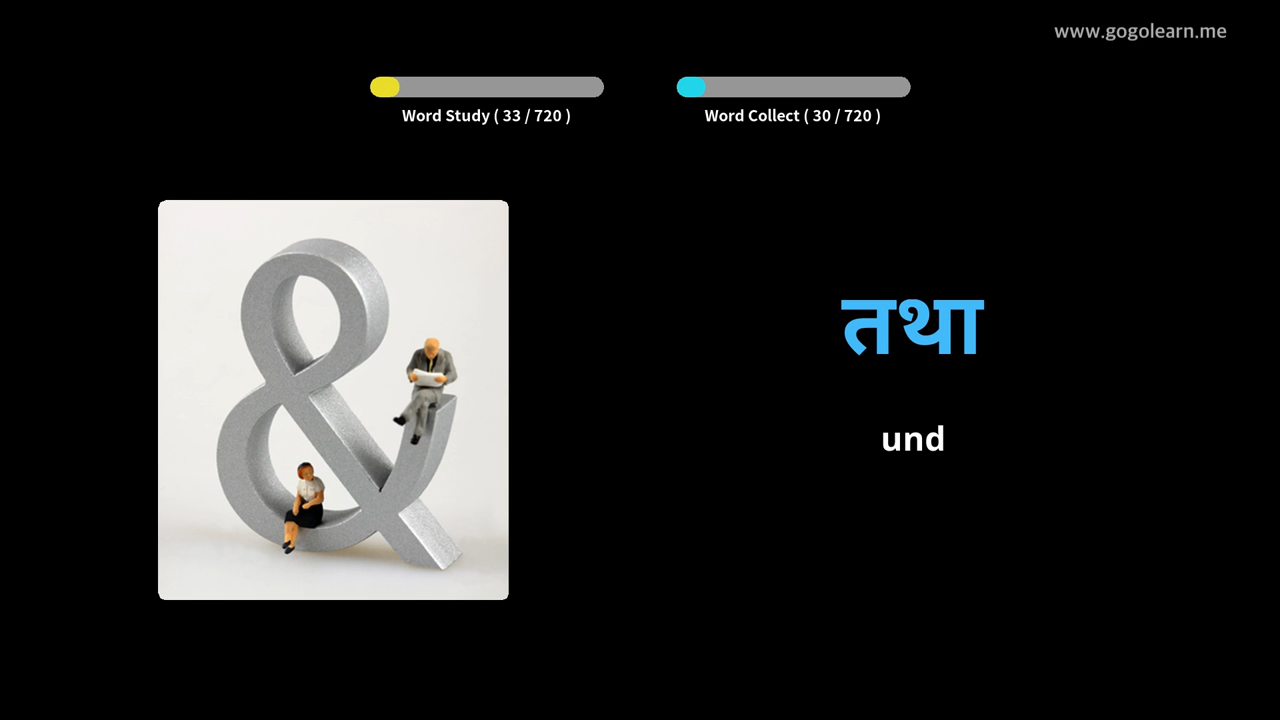 www.gogolearn.me
Word Study ( 33 / 720 )
Word Collect ( 30 / 720 )
&
तथा
und